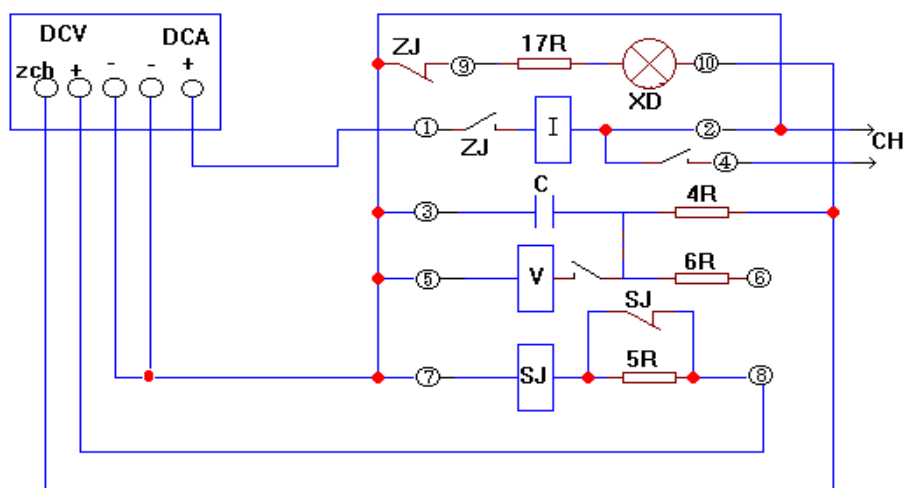 DCV DCA
zch + - - +
ZJ ⑨ 17R ⑩
XD
① ZJ I ② CH
④
③ C 4R
⑤ V 6R ⑥
SJ
⑦ SJ 5R ⑧